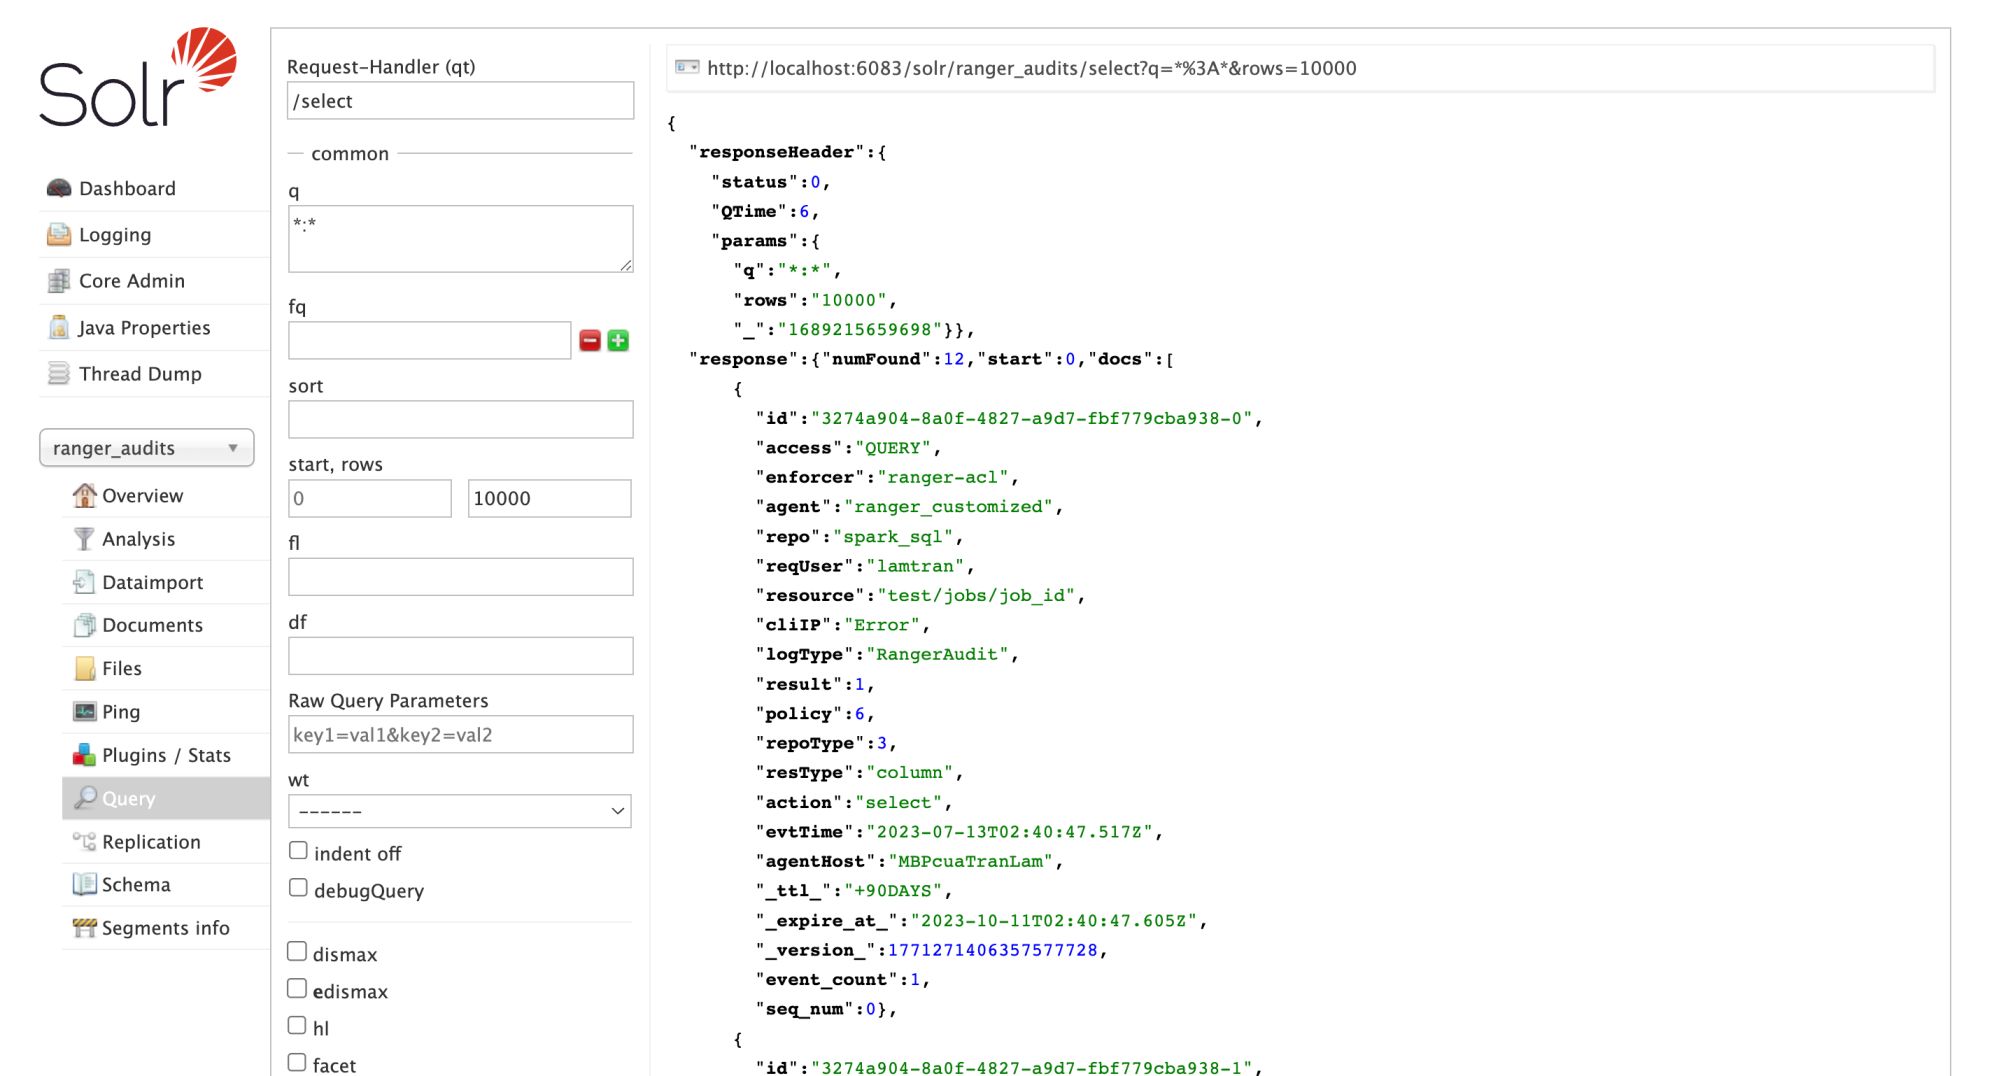 Solr
Dashboard
Logging
Core Admin
Java Properties
Thread Dump
ranger_audits
Overview
Analysis
Dataimport
Documents
Files
Ping
Plugins / Stats
Query
Replication
Schema
Segments info
Request-Handler (qt)
/select
common
q
*:*
fq
sort
start, rows
0 10000
fl
df
Raw Query Parameters
key1=val1&key2=val2
wt
------
indent off
debugQuery
dismax
edismax
hl
facet
http://localhost:6083/solr/ranger_audits/select?q=*%3A*&rows=10000
{
"responseHeader":{
"status":0,
"QTime":6,
"params":{
"q":"*:*",
"rows":"10000",
"_":"1689215659698"}},
"response":{"numFound":12,"start":0,"docs":[
{
"id":"3274a904-8a0f-4827-a9d7-fbf779cba938-0",
"access":"QUERY",
"enforcer":"ranger-acl",
"agent":"ranger_customized",
"repo":"spark_sql",
"reqUser":"lamtran",
"resource":"test/jobs/job_id",
"cliIP":"Error",
"logType":"RangerAudit",
"result":1,
"policy":6,
"repoType":3,
"resType":"column",
"action":"select",
"evtTime":"2023-07-13T02:40:47.517Z",
"agentHost":"MBPcuaTranLam",
"_ttl_":"+90DAYS",
"_expire_at_":"2023-10-11T02:40:47.605Z",
"_version_":1771271406357577728,
"event_count":1,
"seq_num":0},
{
"id":"3274a904-8a0f-4827-a9d7-fbf779cba938-1",